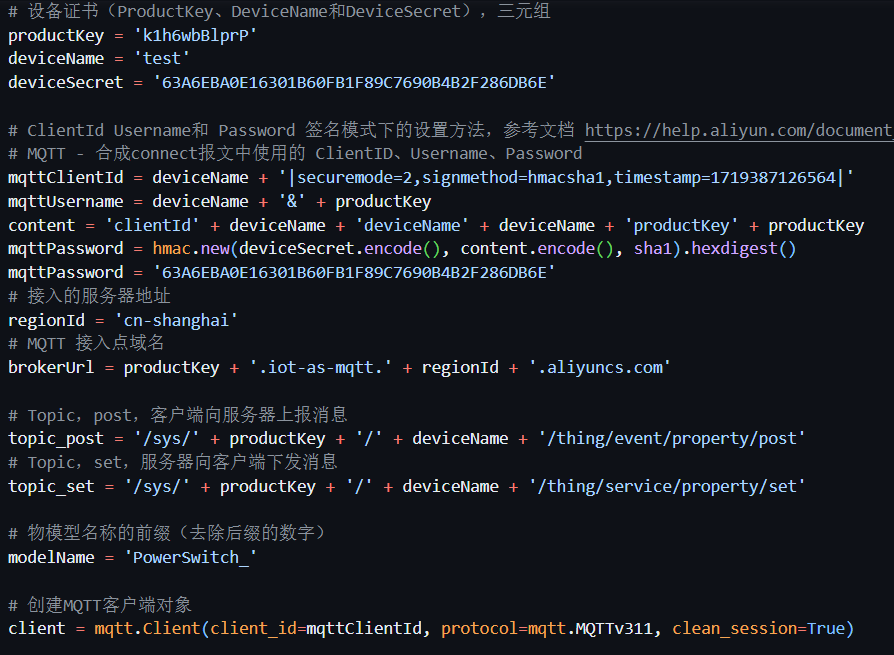 # 设备证书（ProductKey、DeviceName和DeviceSecret），三元组
productKey = 'k1h6wbBlprP'
deviceName = 'test'
deviceSecret = '63A6EBA0E16301B60FB1F89C7690B4B2F286DB6E'
# ClientId Username和 Password 签名模式下的设置方法，参考文档 https://help.aliyun.com/document_
# MQTT - 合成connect报文中使用的 ClientID、Username、Password
mqttClientId = deviceName + '|securemode=2,signmethod=hmacsha1,timestamp=1719387126564|'
mqttUsername = deviceName + '&' + productKey
content = 'clientId' + deviceName + 'deviceName' + deviceName + 'productKey' + productKey
mqttPassword = hmac.new(deviceSecret.encode(), content.encode(), sha1).hexdigest()
mqttPassword = '63A6EBA0E16301B60FB1F89C7690B4B2F286DB6E'
# 接入的服务器地址
regionId = 'cn-shanghai'
# MQTT 接入点域名
brokerUrl = productKey + '.iot-as-mqtt.' + regionId + '.aliyuncs.com'
# Topic，post，客户端向服务器上报消息
topic_post = '/sys/' + productKey + '/' + deviceName + '/thing/event/property/post'
# Topic，set，服务器向客户端下发消息
topic_set = '/sys/' + productKey + '/' + deviceName + '/thing/service/property/set'
# 物模型名称的前缀（去除后缀的数字）
modelName = 'PowerSwitch_'
# 创建MQTT客户端对象
client = mqtt.Client(client_id=mqttClientId, protocol=mqtt.MQTTv311, clean_session=True)